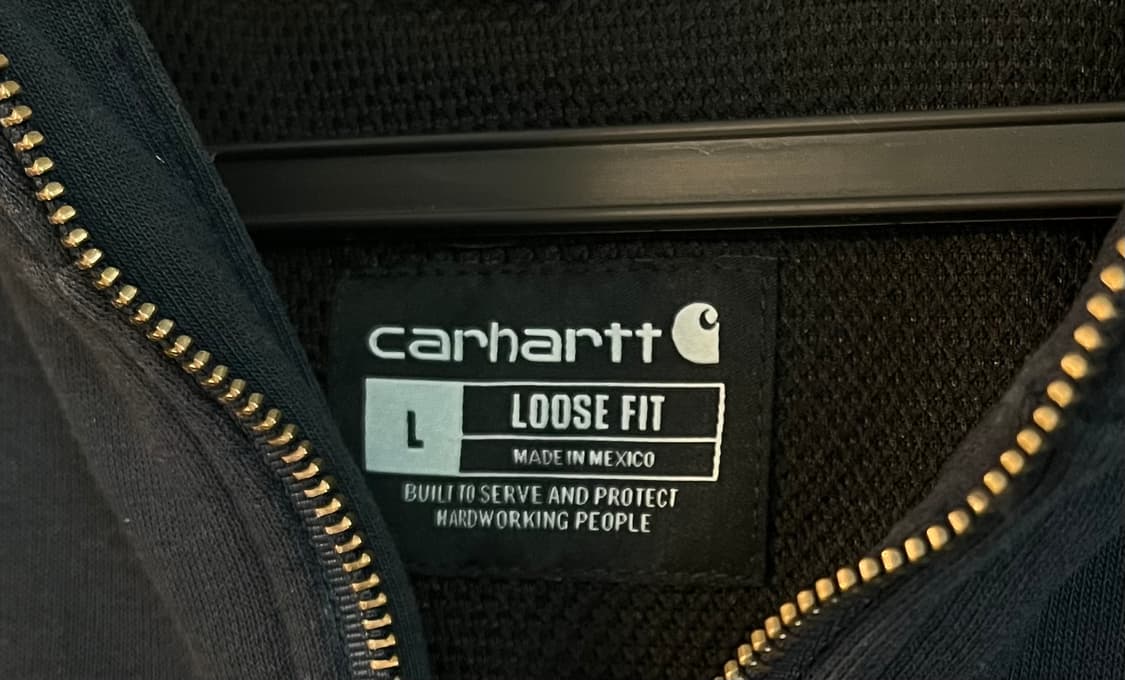 carhartt
L
LOOSE FIT
MADE IN MEXICO
BUILT TO SERVE AND PROTECT
HARDWORKING PEOPLE